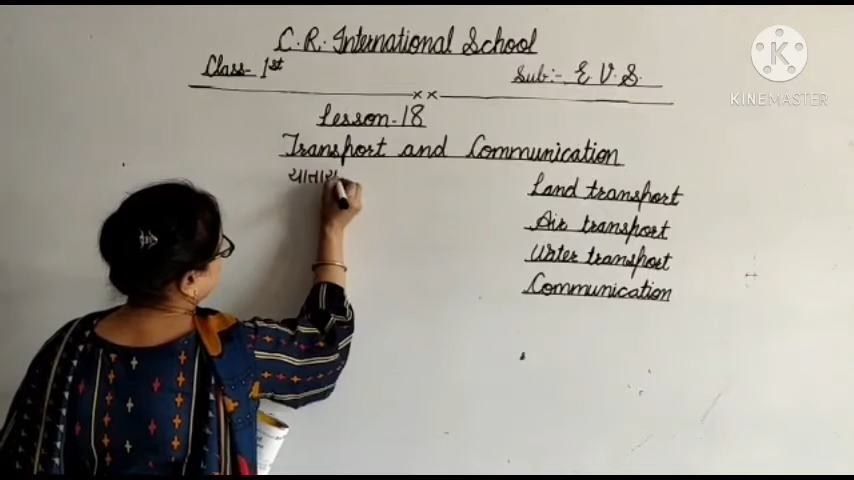 C.R. International School
Class- 1st
Sub:- E V.S.
×× 
Lesson-18
Transport and Communication
याताय
Land transport
Air transport
Water transport
Communication
KINEMASTER